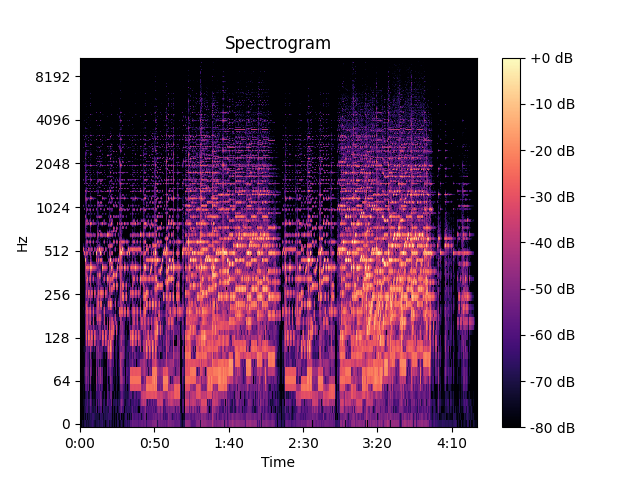 Spectrogram
+0 dB
8192
-10 dB
4096
-20 dB
2048
-30 dB
1024
-40 dB
Hz
512
-50 dB
256
-60 dB
128
-70 dB
64
0
-80 dB
0:00 0:50 1:40 2:30 3:20 4:10
Time